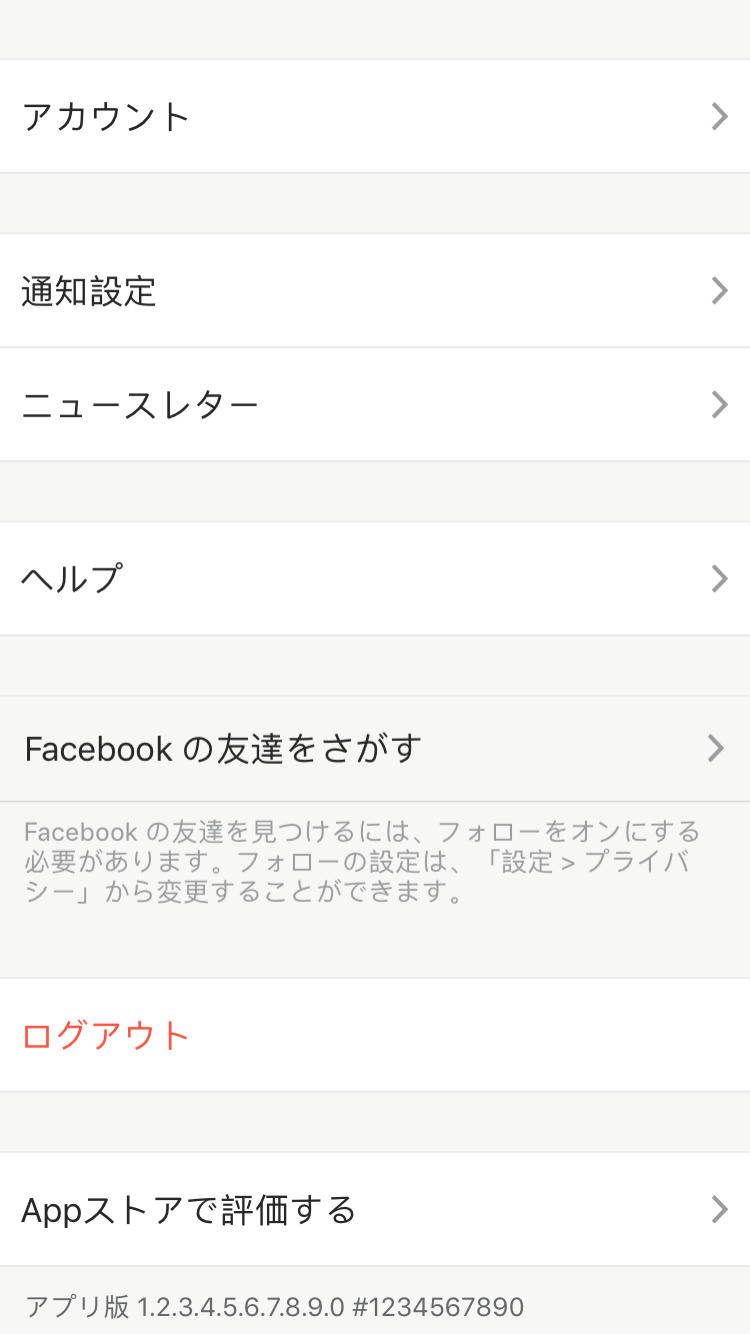 アカウント
通知設定
ニュースレター
ヘルプ
Facebook の友達をさがす
Facebook の友達を見つけるには、フォローをオンにする
必要があります。フォローの設定は、「設定 > プライバ
シー」から変更することができます。
ログアウト
Appストアで評価する
アプリ版 1.2.3.4.5.6.7.8.9.0 #1234567890